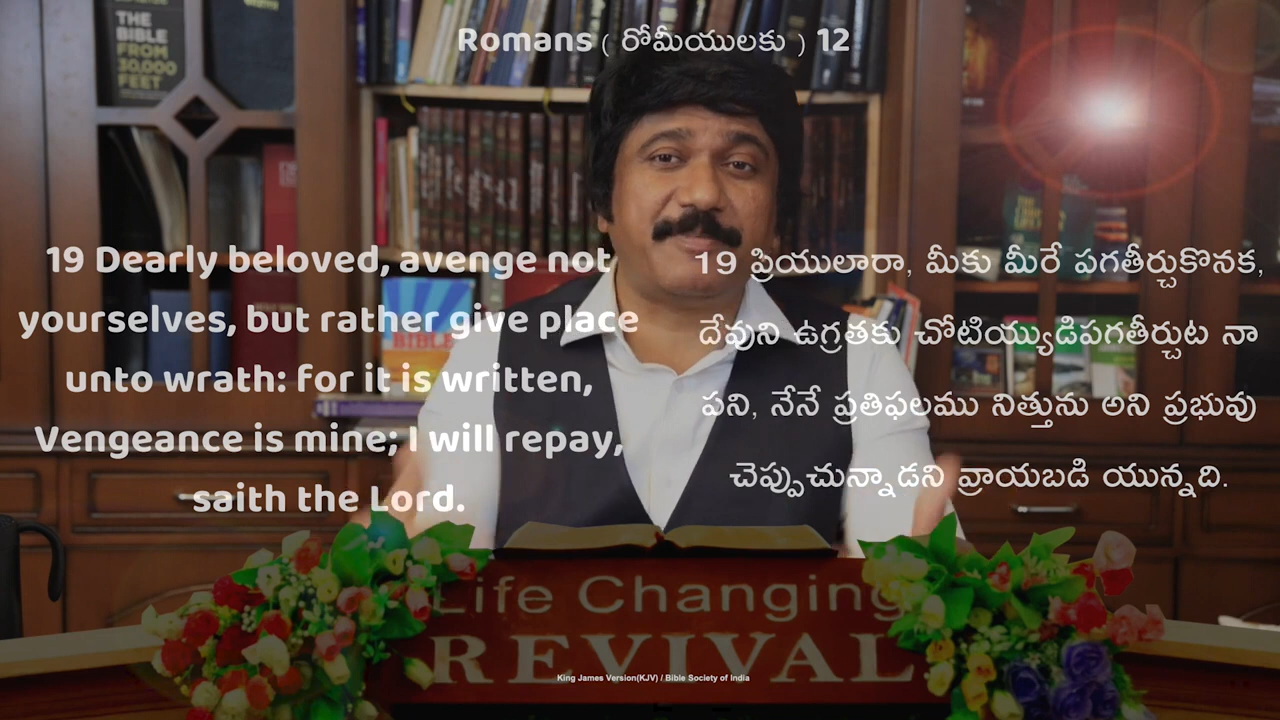 THE
BIBLE
FROM
30,000
FEET
Romans ( రోమీయులకు ) 12
19 Dearly beloved, avenge not
yourselves, but rather give place
unto wrath: for it is written,
Vengeance is mine; I will repay,
saith the Lord.
19 ప్రియులారా, మీకు మీరే పగతీర్చుకొనక,
దేవుని ఉగ్రతకు చోటియ్యుడిపగతీర్చుట నా
పని, నేనే ప్రతిఫలము నిత్తును అని ప్రభువు
చెప్పుచున్నాడని వ్రాయబడి యున్నది.
BIBLE
Life Changing
REVIVAL
King James Version(KJV) / Bible Society of India